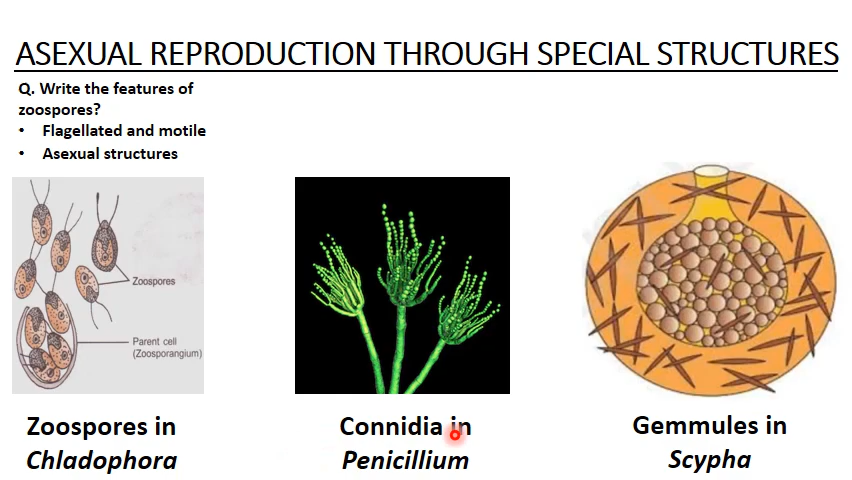 ASEXUAL REPRODUCTION THROUGH SPECIAL STRUCTURES
Q. Write the features of
zoospores?
• Flagellated and motile
• Asexual structures
Zoospores
Parent cell
(Zoosporangium)
Zoospores in
Chladophora
Connidia in
Penicillium
Gemmules in
Scypha